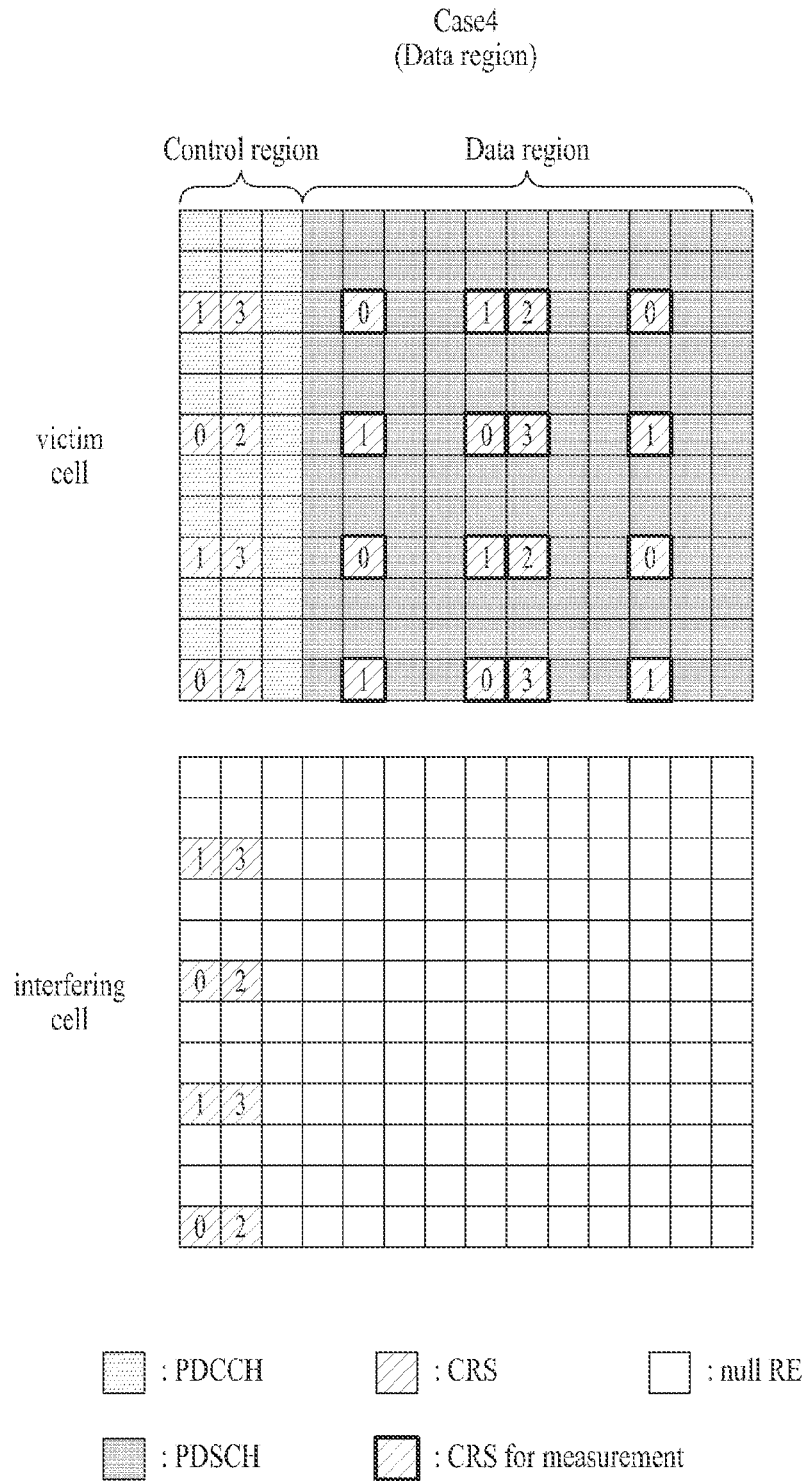 Case4
(Data region)
Control region
Data region
1 3 0 1 2 0
0 2 1 0 3 1
1 3 0 1 2 0
0 2 1 0 3 1
victim
cell
1 3
0 2
1 3
0 2
interfering
cell
: PDCCH
: CRS
: null RE
: PDSCH
: CRS for measurement